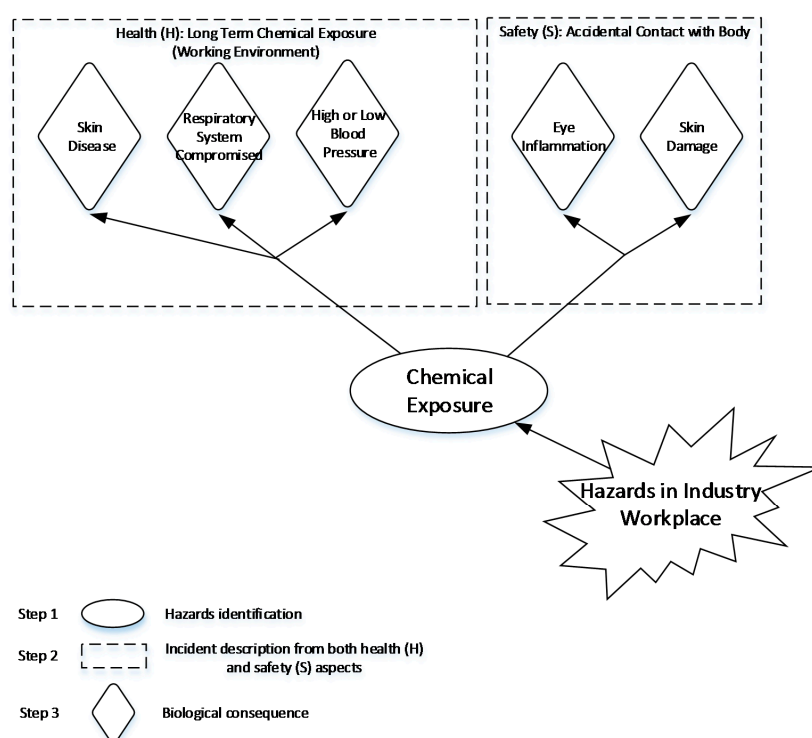 Health (H): Long Term Chemical Exposure
(Working Environment)
Safety (S): Accidental Contact with Body
Skin
Disease
Respiratory
System
Compromised
High or Low
Blood
Pressure
Eye
Inflammation
Skin
Damage
Chemical
Exposure
Hazards in Industry
Workplace
Step 1
Hazards identification
Step 2
Incident description from both health (H)
and safety (S) aspects
Step 3
Biological consequence